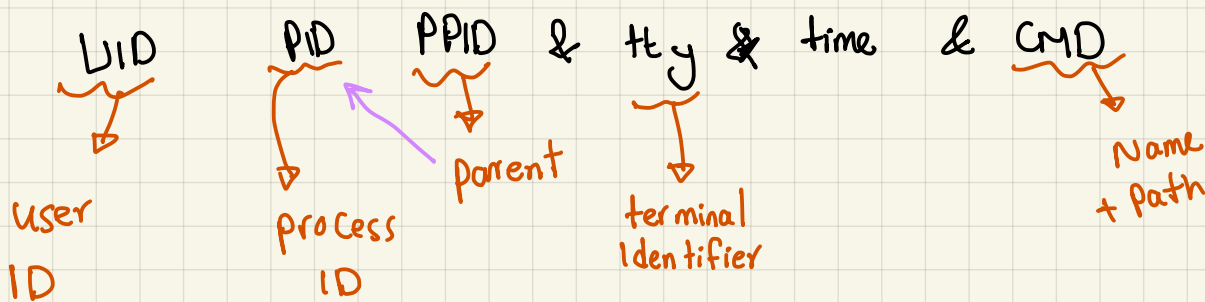 UID PID PPID & tty & time & CMD
user
ID
process
ID
parent
terminal
Identifier
Name
+ path